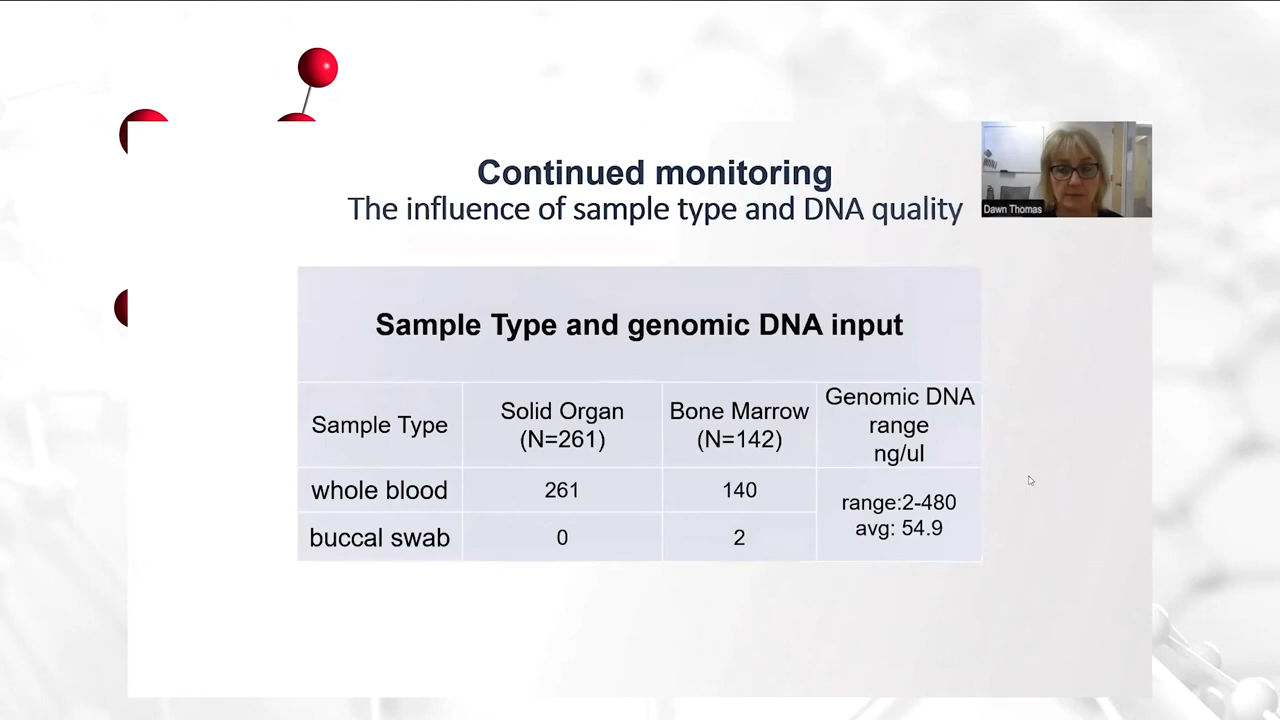 Continued monitoring
The influence of sample type and DNA quality
Dawn Thomas
Sample Type and genomic DNA input
Sample Type
Solid Organ
(N=261)
Bone Marrow
(N=142)
Genomic DNA
range
ng/ul
whole blood
261
140
range:2-480
avg: 54.9
buccal swab
0
2